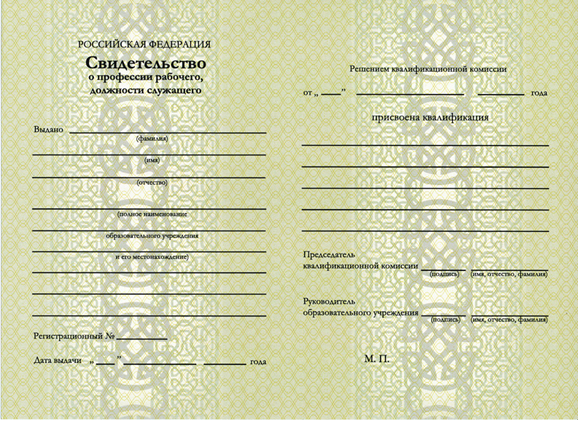 РОССИЙСКАЯ ФЕДЕРАЦИЯ
Свидетельство
о профессии рабочего,
должности служащего
Выдано
(фамилия)
(имя)
(отчество)
(полное наименование
образовательного учреждения
и его местонахождение)
Регистрационный №
Дата выдачи „ ” года
Решением квалификационной комиссии
от „ ” года
присвоена квалификация
Председатель
квалификационной комиссии
(подпись) (имя, отчество, фамилия)
Руководитель
образовательного учреждения
(подпись) (имя, отчество, фамилия)
М. П.